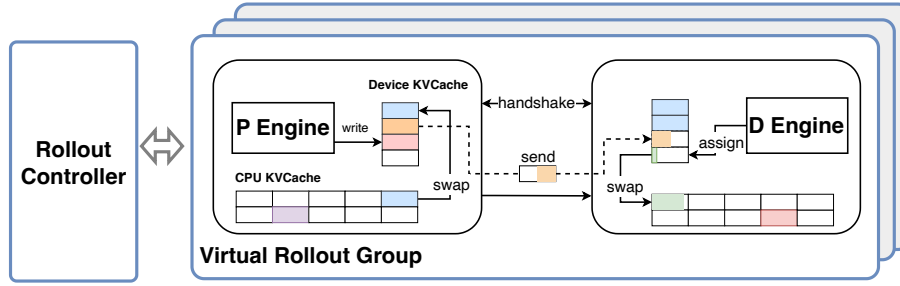 Rollout
Controller
Device KVCache
P Engine
write
CPU KVCache
swap
handshake
send
D Engine
assign
swap
Virtual Rollout Group